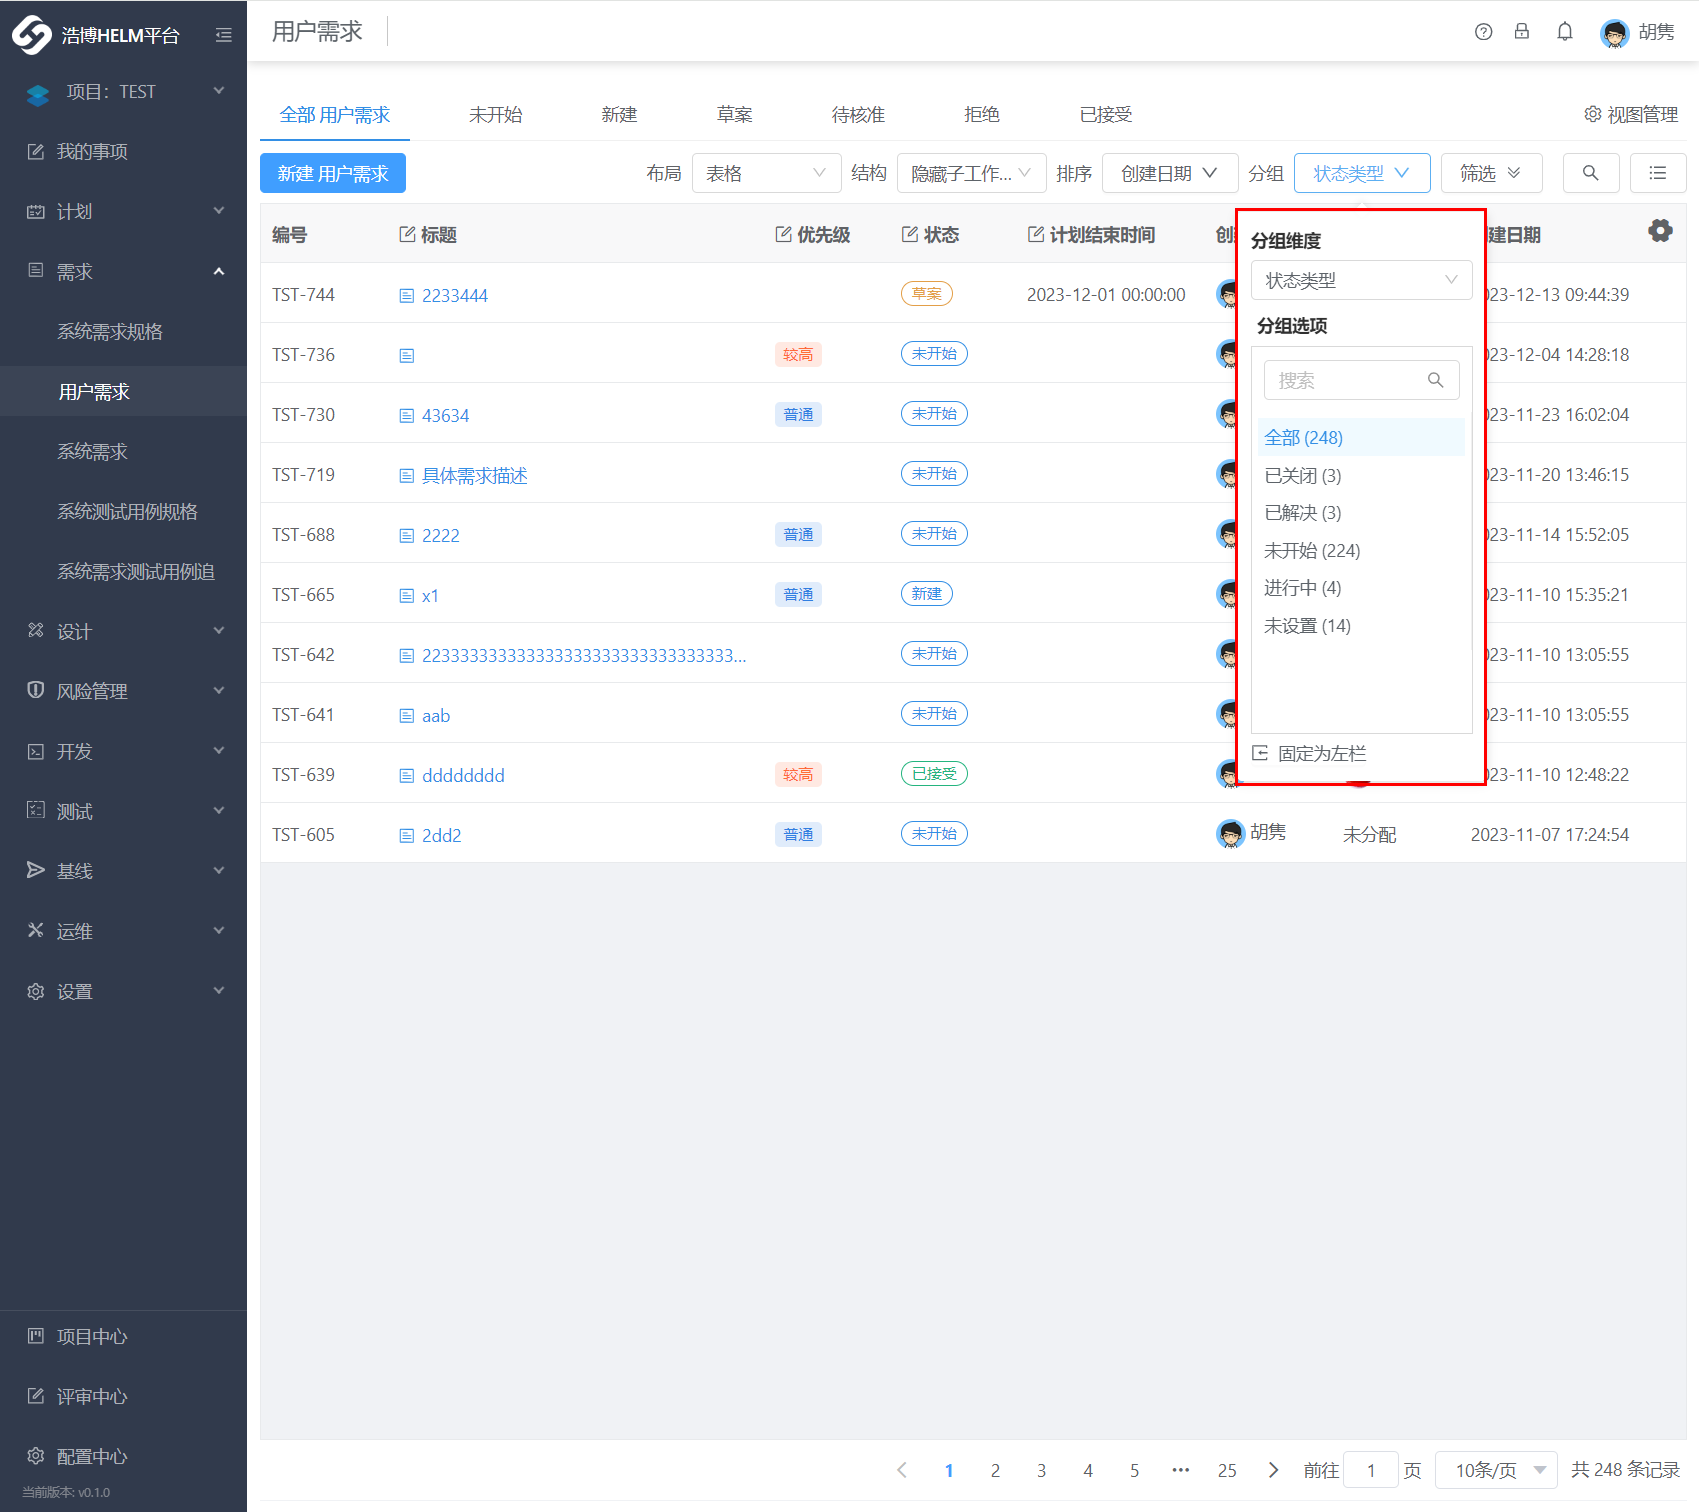 浩博HELM平台
项目：TEST
我的事项
计划
需求
系统需求规格
用户需求
系统需求
系统测试用例规格
系统需求测试用例追
设计
风险管理
开发
测试
基线
运维
设置
项目中心
评审中心
配置中心
当前版本: v0.1.0
用户需求
胡隽
全部 用户需求 未开始 新建 草案 待核准 拒绝 已接受 视图管理
新建 用户需求 布局 表格 结构 隐藏子工作... 排序 创建日期 分组 状态类型 筛选
编号 标题 优先级 状态 计划结束时间 创 建日期
TST-744 2233444 草案 2023-12-01 00:00:00 23-12-13 09:44:39
TST-736 较高 未开始 23-12-04 14:28:18
TST-730 43634 普通 未开始 23-11-23 16:02:04
TST-719 具体需求描述 未开始 23-11-20 13:46:15
TST-688 2222 普通 未开始 23-11-14 15:52:05
TST-665 x1 普通 新建 23-11-10 15:35:21
TST-642 2233333333333333333333333333333333... 未开始 23-11-10 13:05:55
TST-641 aab 未开始 23-11-10 13:05:55
TST-639 dddddddd 较高 已接受 23-11-10 12:48:22
TST-605 2dd2 普通 未开始 胡隽 未分配 2023-11-07 17:24:54
分组维度
状态类型
分组选项
搜索
全部 (248)
已关闭 (3)
已解决 (3)
未开始 (224)
进行中 (4)
未设置 (14)
固定为左栏
1 2 3 4 5 ••• 25 前往 1 页 10条/页 共 248 条记录